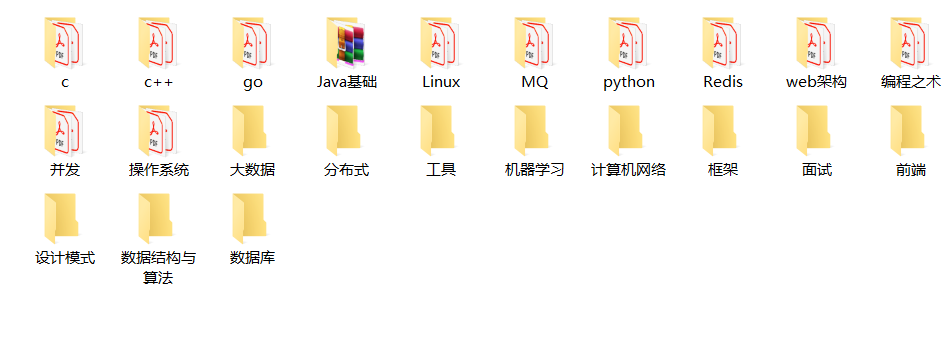 c
c++
go
Java基础
Linux
MQ
python
Redis
web架构
编程之术
并发
操作系统
大数据
分布式
工具
机器学习
计算机网络
框架
面试
前端
设计模式
数据结构与
算法
数据库